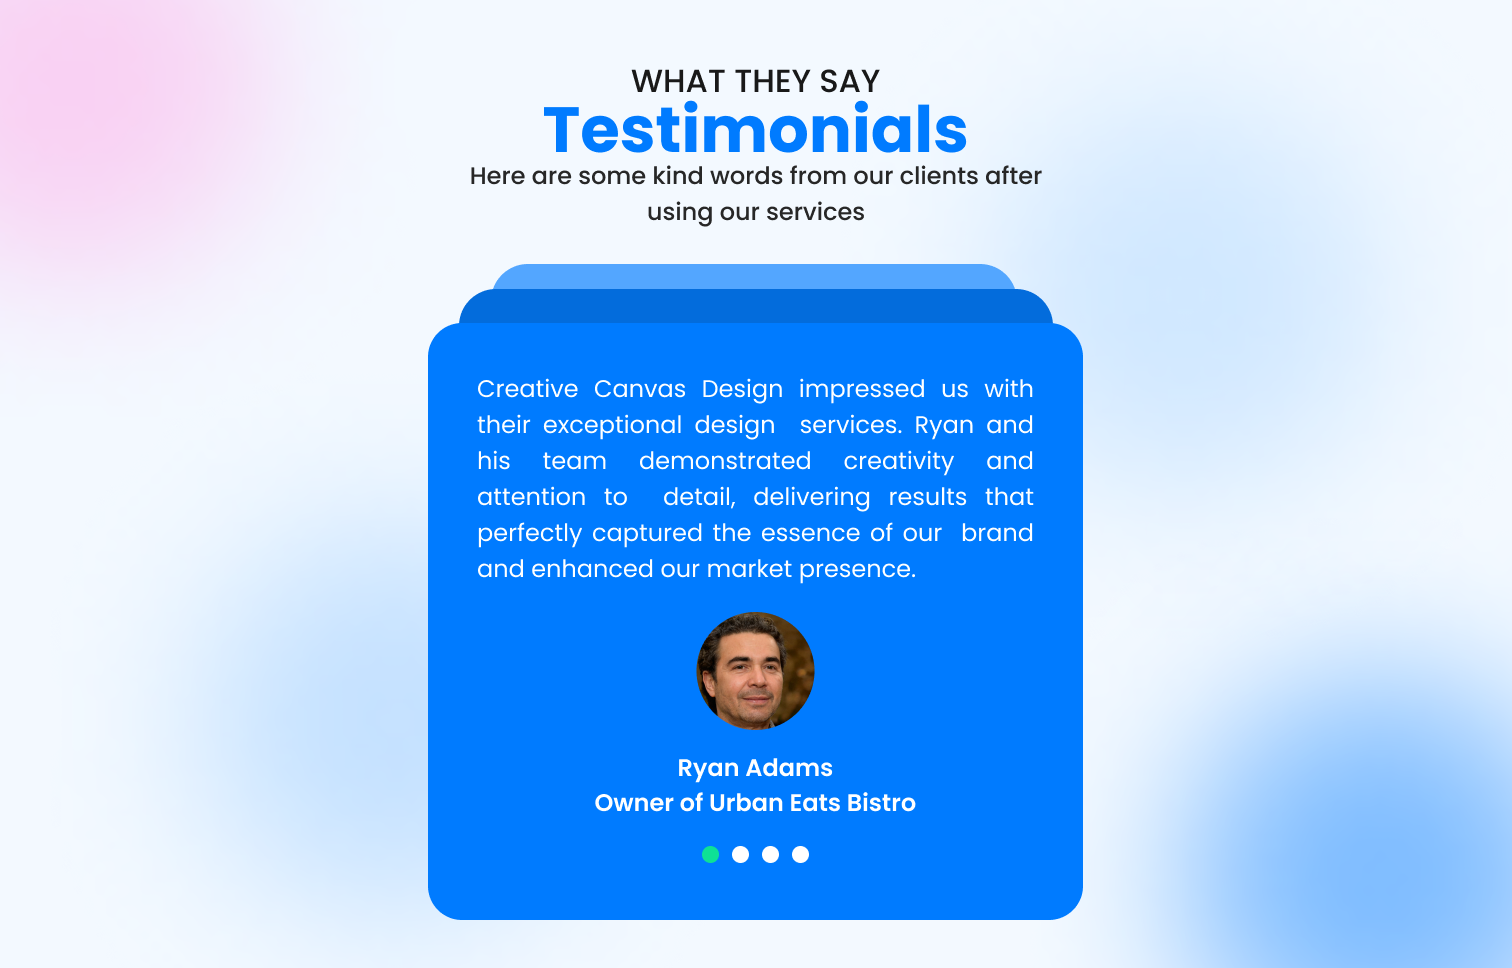 WHAT THEY SAY
Testimonials
Here are some kind words from our clients after
using our services
Creative Canvas Design impressed us with
their exceptional design services. Ryan and
his team demonstrated creativity and
attention to detail, delivering results that
perfectly captured the essence of our brand
and enhanced our market presence.
Ryan Adams
Owner of Urban Eats Bistro